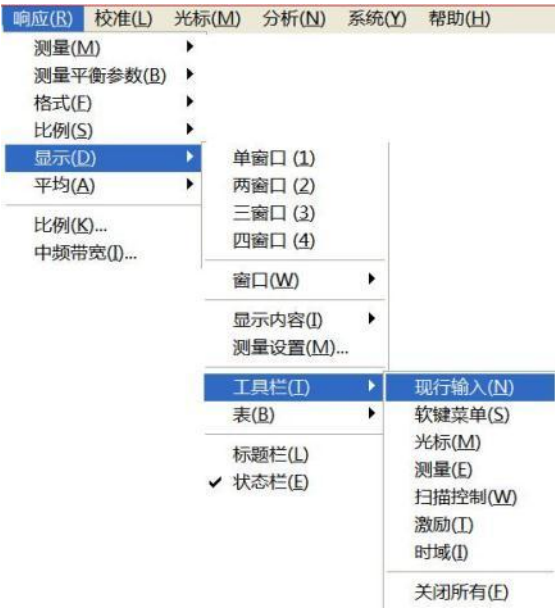 响应(R) 校准(L) 光标(M) 分析(N) 系统(Y) 帮助(H)
测量(M)
测量平衡参数(B)
格式(F)
比例(S)
显示(D)
平均(A)
比例(K)...
中频带宽(I)...
单窗口 (1)
两窗口 (2)
三窗口 (3)
四窗口 (4)
窗口(W)
显示内容(I)
测量设置(M)...
工具栏(T)
表(B)
标题栏(L)
状态栏(E)
现行输入(N)
软键菜单(S)
光标(M)
测量(E)
扫描控制(W)
激励(T)
时域(I)
关闭所有(F)